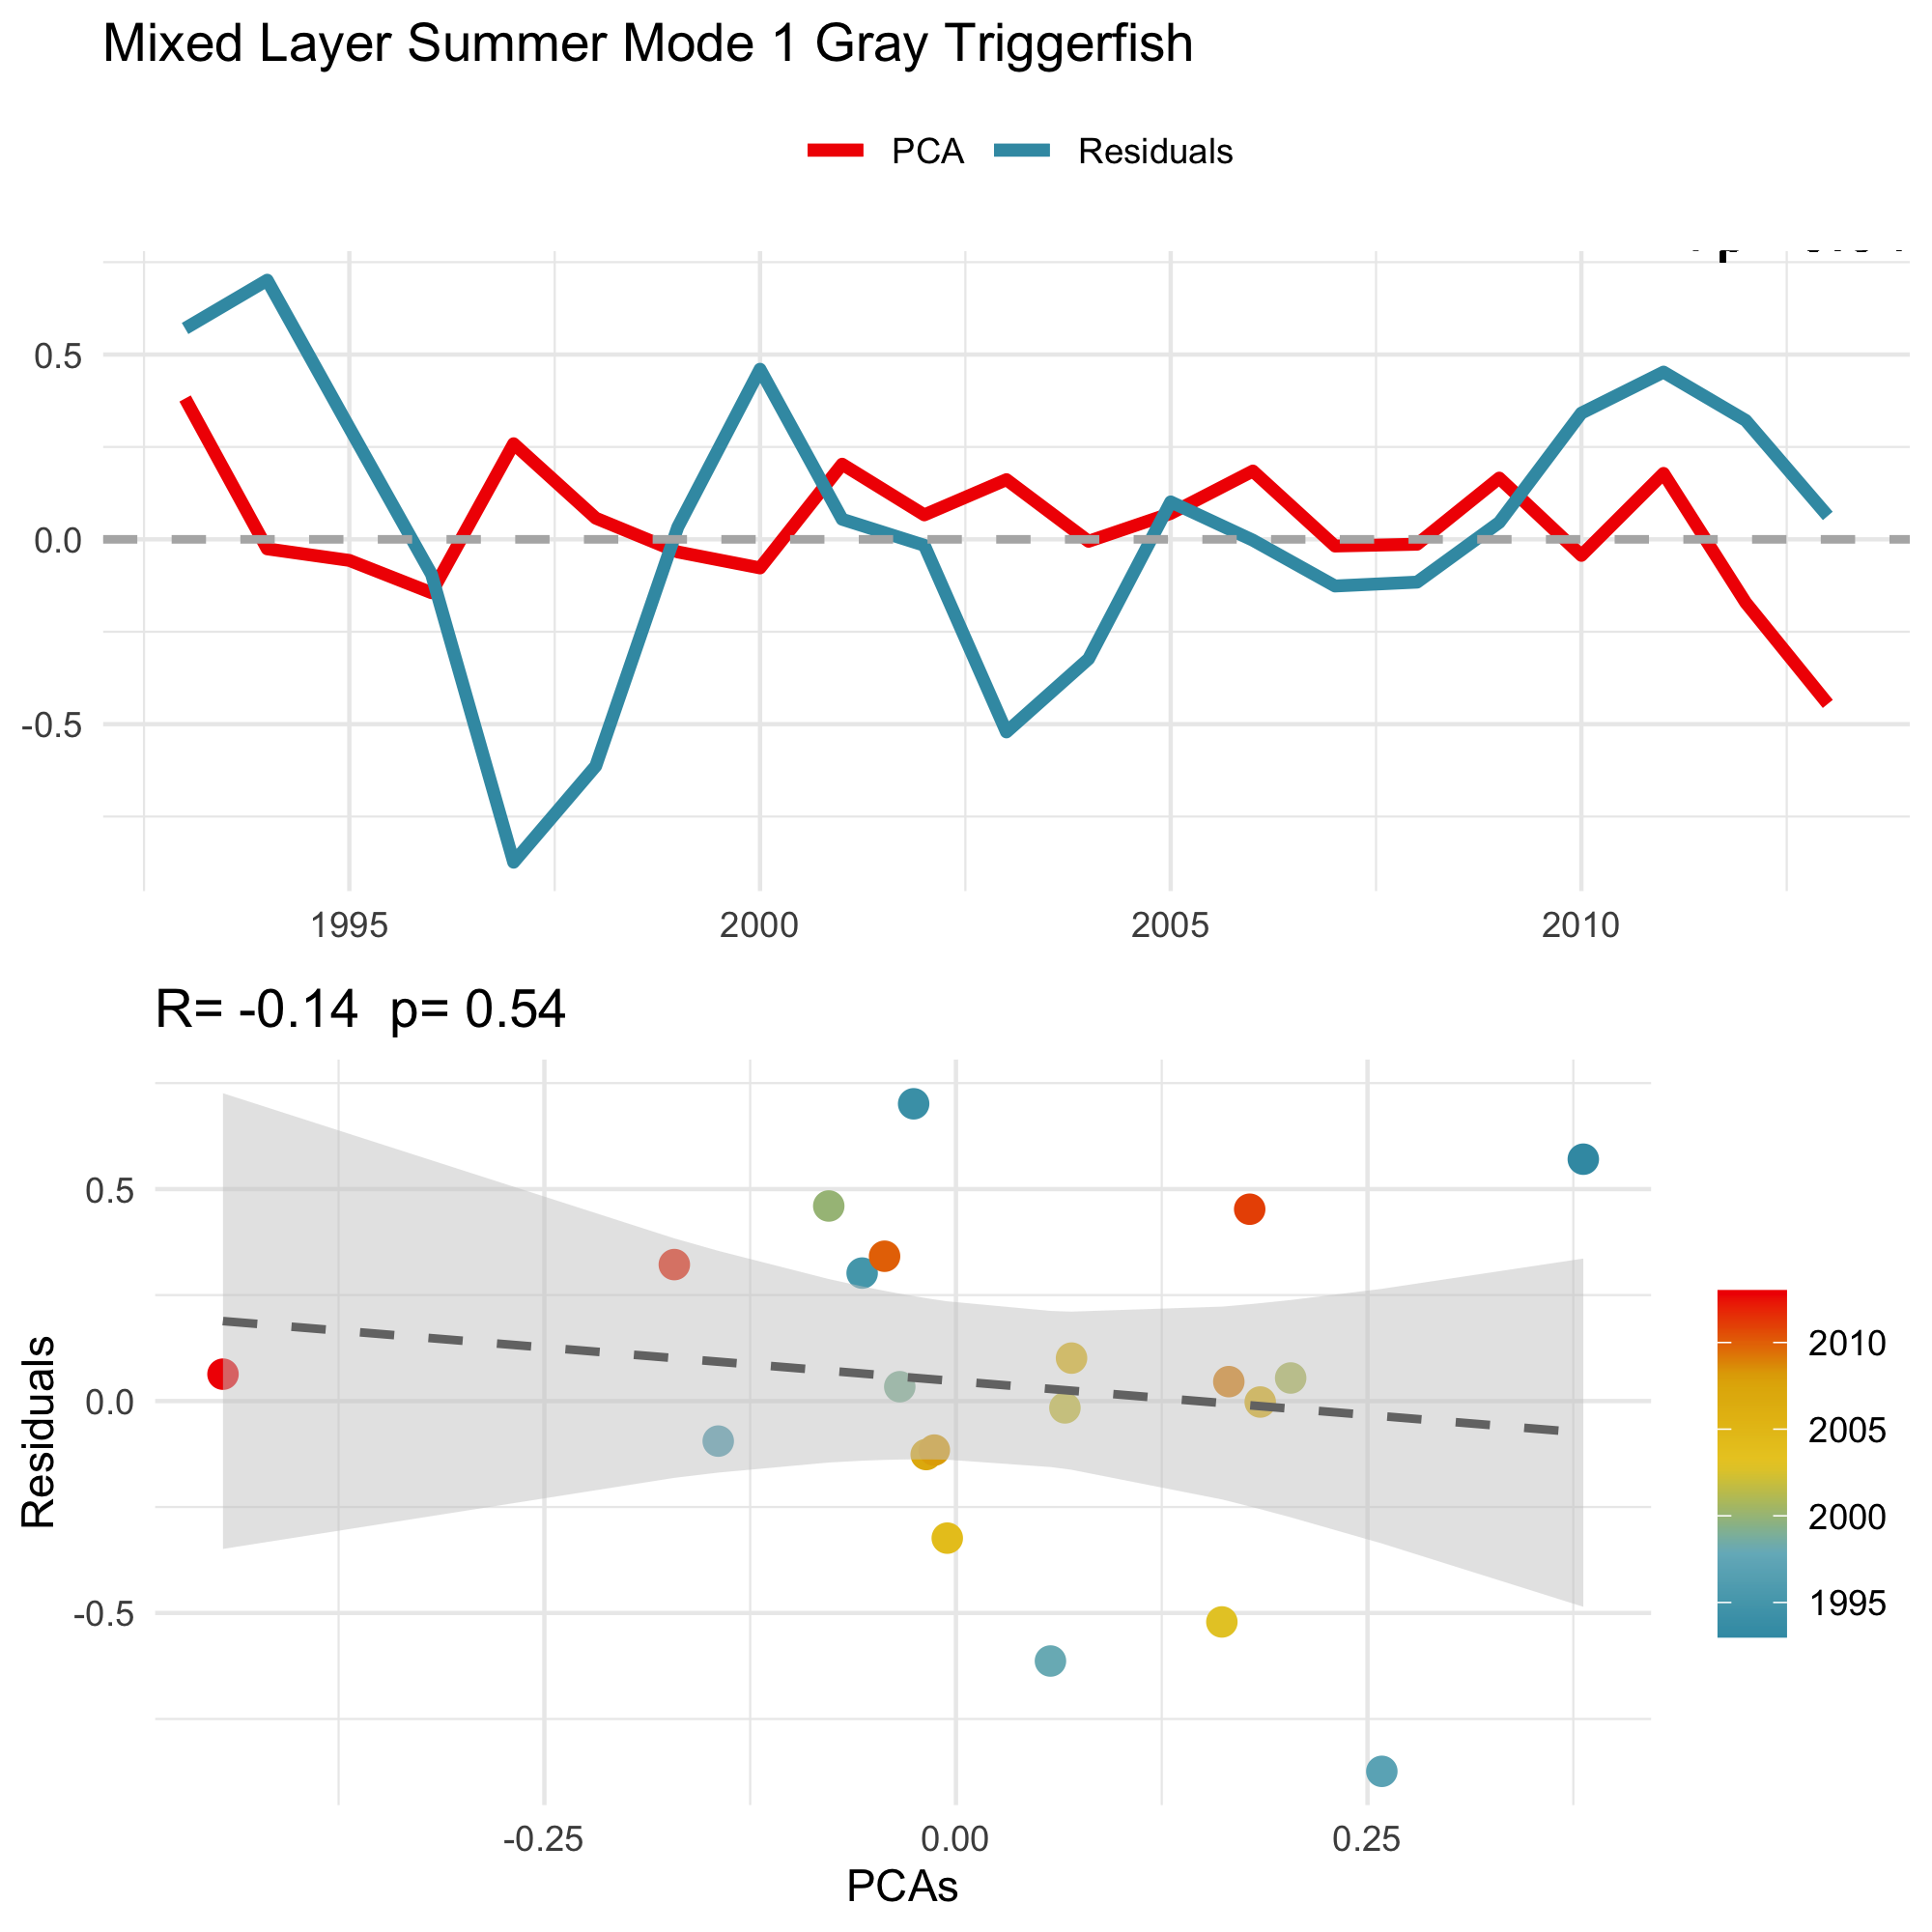 Mixed Layer Summer Mode 1 Gray Triggerfish
PCA Residuals
0.5
0.0
-0.5
1995 2000 2005 2010
R= -0.14 p= 0.54
Residuals
0.5
0.0
-0.5
-0.25 0.00 0.25
PCAs
2010
2005
2000
1995